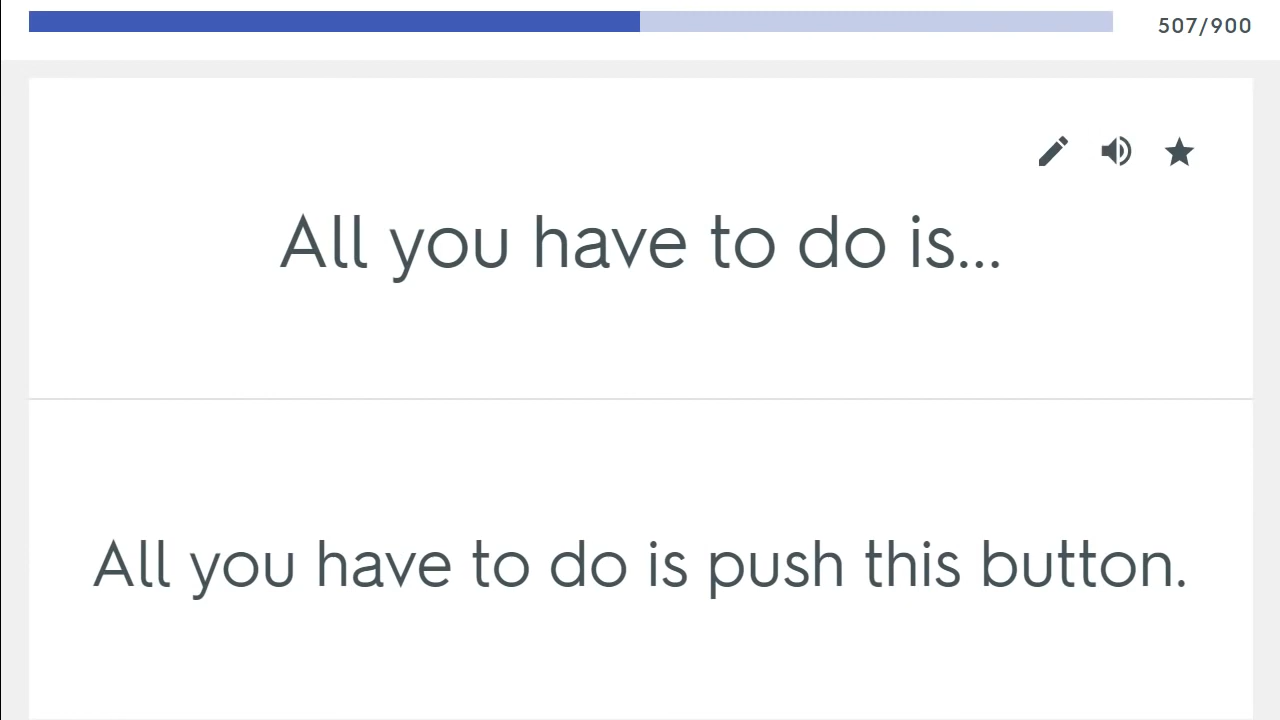 507/900
All you have to do is...
All you have to do is push this button.